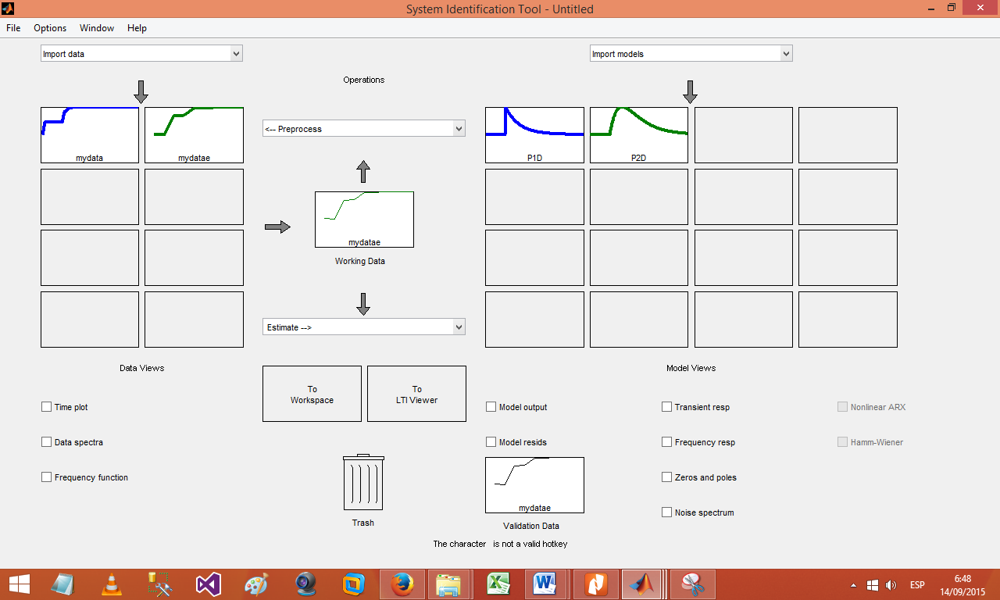 System Identification Tool - Untitled
File Options Window Help
Import data
Import models
Operations
<-- Preprocess
mydata
mydatae
P1D
P2D
mydatae
Working Data
Estimate -->
Data Views
Model Views
To
Workspace
To
LTI Viewer
Time plot
Data spectra
Frequency function
Model output
Model resids
Transient resp
Frequency resp
Zeros and poles
Noise spectrum
Nonlinear ARX
Hamm-Wiener
Trash
mydatae
Validation Data
The character is not a valid hotkey
ESP
6:48
14/09/2015